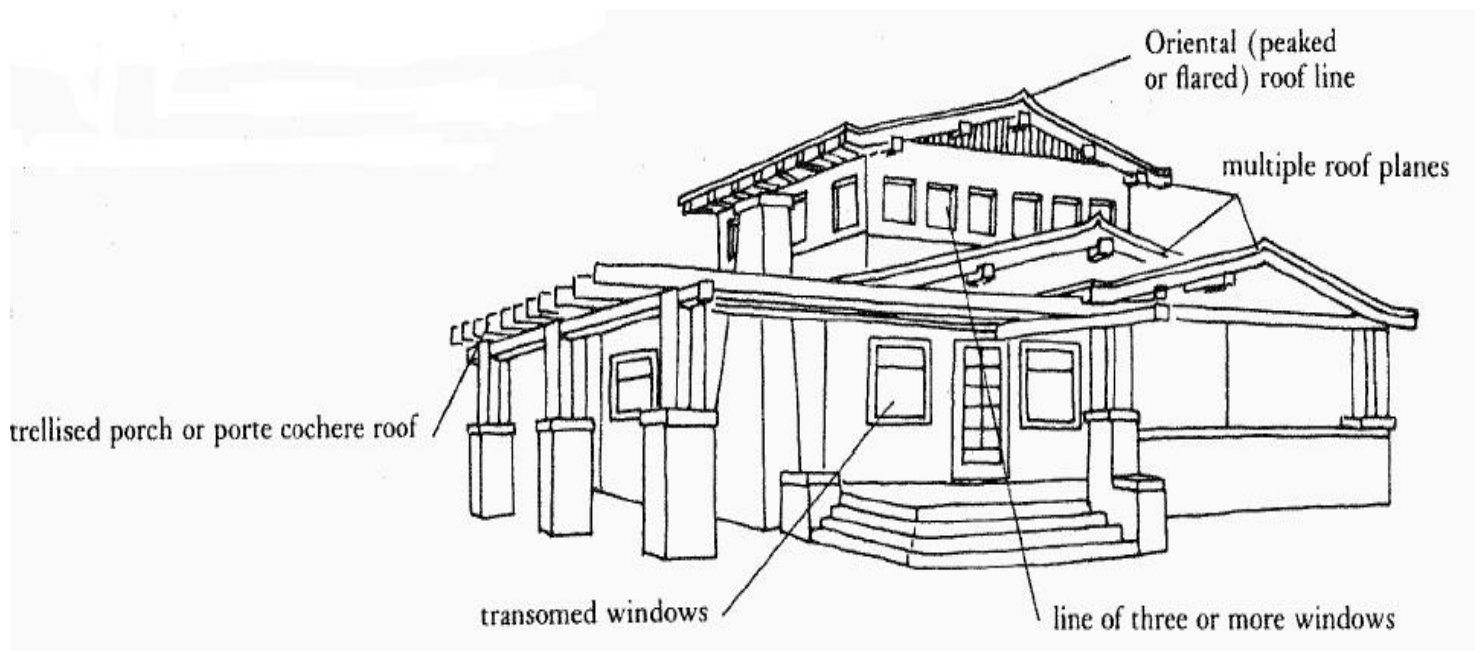 Oriental (peaked
or flared) roof line
multiple roof planes
trellised porch or porte cochere roof
transomed windows
line of three or more windows